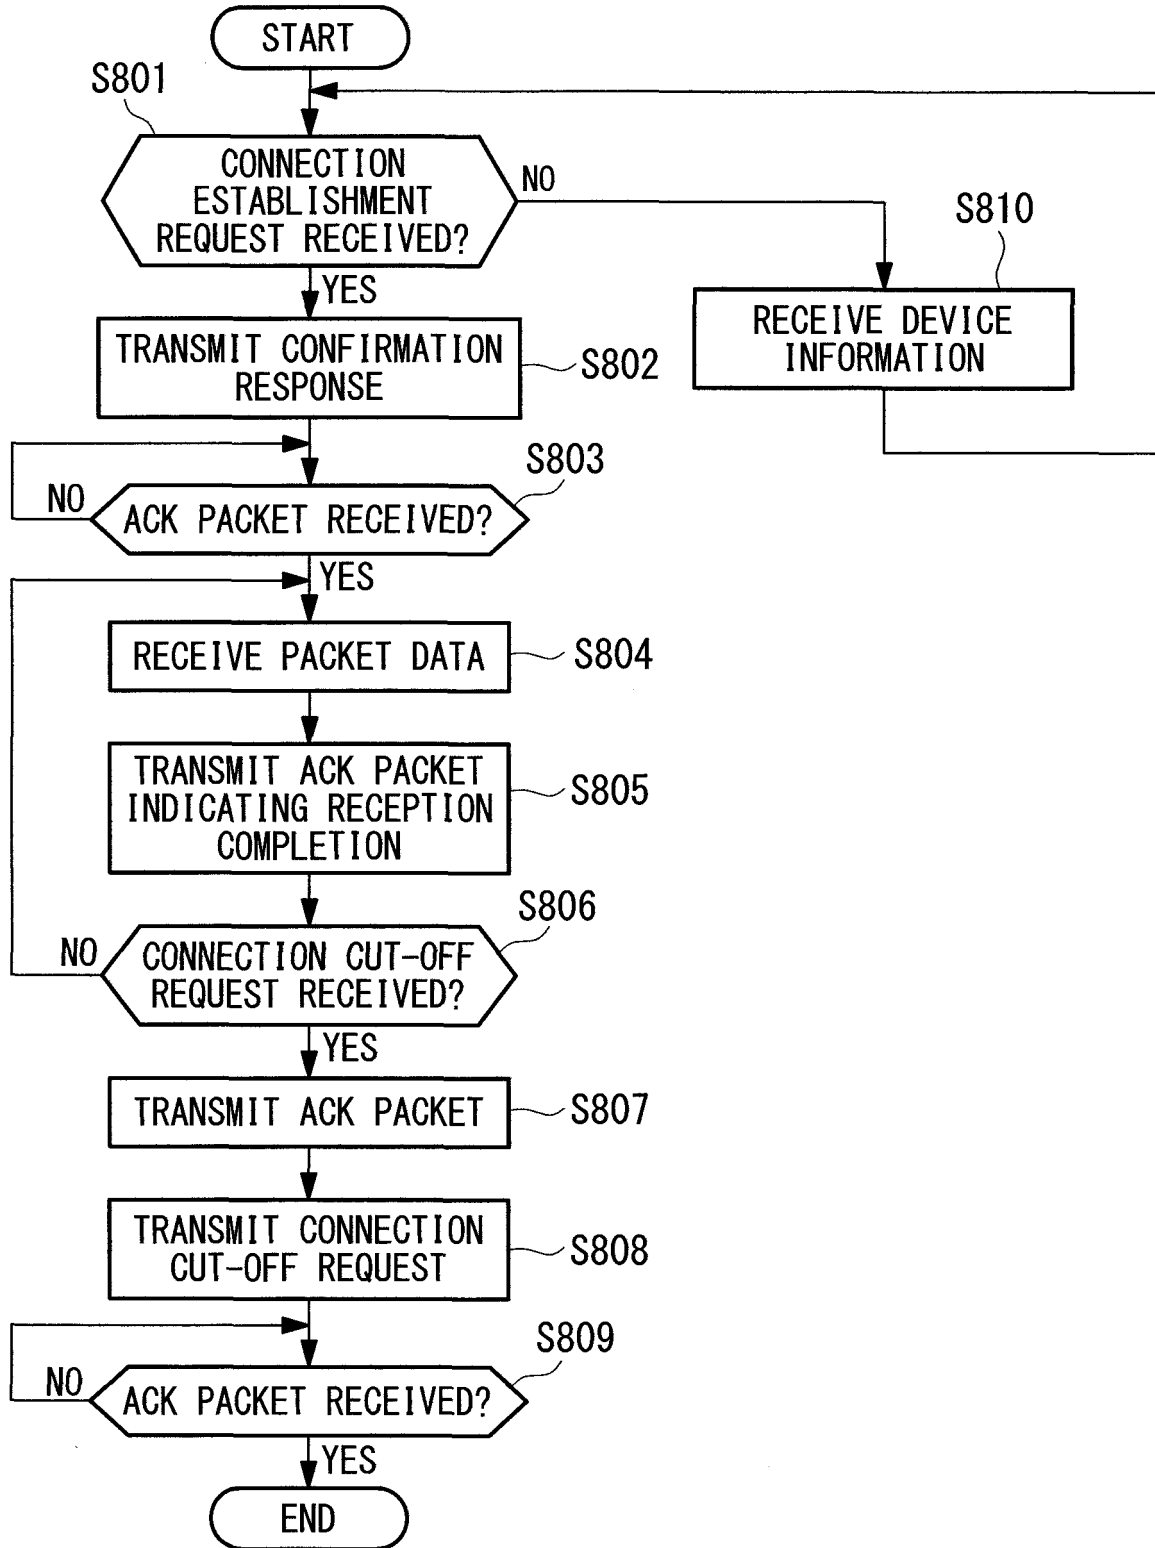 START
S801
CONNECTION
ESTABLISHMENT
REQUEST RECEIVED?
NO
S810
YES
RECEIVE DEVICE
INFORMATION
TRANSMIT CONFIRMATION
RESPONSE
S802
S803
NO
ACK PACKET RECEIVED?
YES
RECEIVE PACKET DATA
S804
TRANSMIT ACK PACKET
INDICATING RECEPTION
COMPLETION
S805
S806
NO
CONNECTION CUT-OFF
REQUEST RECEIVED?
YES
TRANSMIT ACK PACKET
S807
TRANSMIT CONNECTION
CUT-OFF REQUEST
S808
S809
NO
ACK PACKET RECEIVED?
YES
END